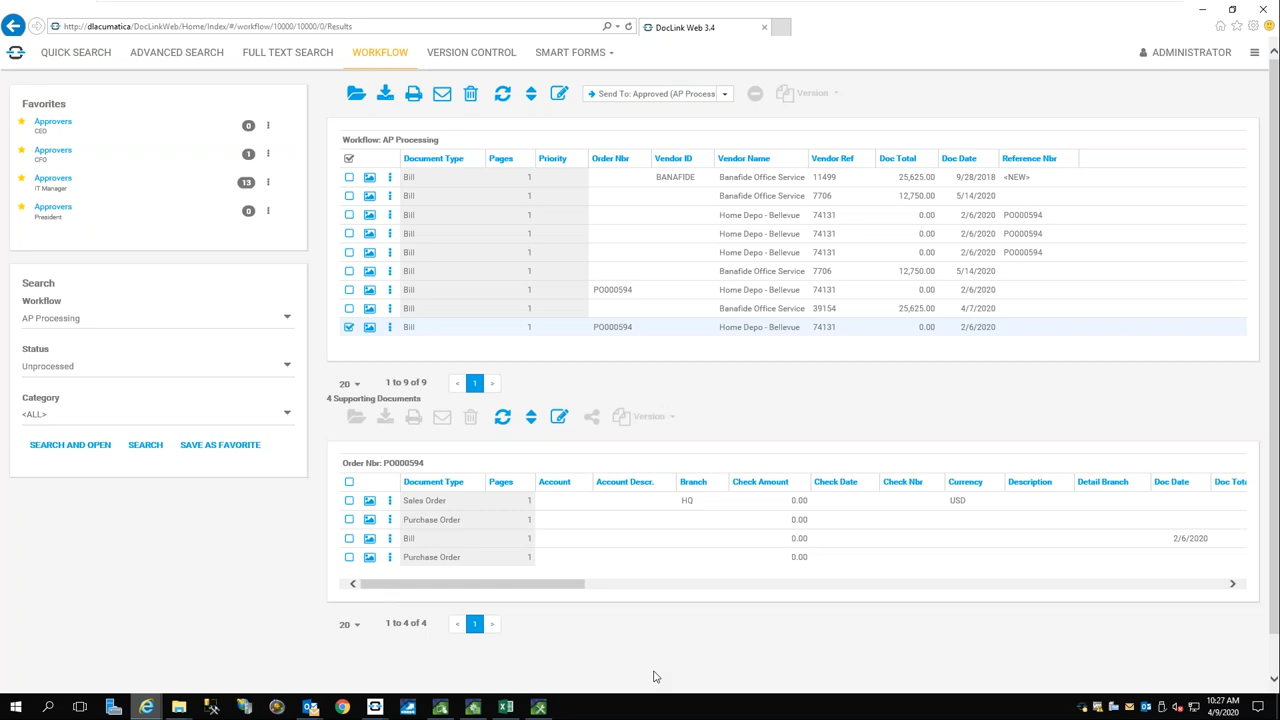 http://dlacumatica/DocLinkWeb/Home/Index/#/workflow/10000/10000/0/Results
DocLink Web 3.4
QUICK SEARCH ADVANCED SEARCH FULL TEXT SEARCH WORKFLOW VERSION CONTROL SMART FORMS ADMINISTRATOR
Favorites
Approvers
CEO
0
Approvers
CFO
1
Approvers
IT Manager
13
Approvers
President
0
Search
Workflow
AP Processing
Status
Unprocessed
Category
<ALL>
SEARCH AND OPEN SEARCH SAVE AS FAVORITE
Send To: Approved (AP Process Version
Workflow: AP Processing
Document Type Pages Priority Order Nbr Vendor ID Vendor Name Vendor Ref Doc Total Doc Date Reference Nbr
Bill 1 BANAFIDE Banafide Office Service 11499 25,625.00 9/28/2018 <NEW>
Bill 1 Banafide Office Service 7706 12,750.00 5/14/2020
Bill 1 Home Depo - Bellevue 74131 0.00 2/6/2020 PO000594
Bill 1 Home Depo - Bellevue 74131 0.00 2/6/2020 PO000594
Bill 1 Home Depo - Bellevue 74131 0.00 2/6/2020 PO000594
Bill 1 Banafide Office Service 7706 12,750.00 5/14/2020
Bill 1 PO000594 Home Depo - Bellevue 74131 0.00 2/6/2020
Bill 1 Banafide Office Service 39154 25,625.00 4/7/2020
Bill 1 PO000594 Home Depo - Bellevue 74131 0.00 2/6/2020
20 1 to 9 of 9 < 1 >
4 Supporting Documents
Version
Order Nbr: PO000594
Document Type Pages Account Account Descr. Branch Check Amount Check Date Check Nbr Currency Description Detail Branch Doc Date Doc Tota
Sales Order 1 HQ 0.00 USD
Purchase Order 1 0.00
Bill 1 0.00 2/6/2020
Purchase Order 1 0.00
20 1 to 4 of 4 < 1 >
10:27 AM
4/9/2020